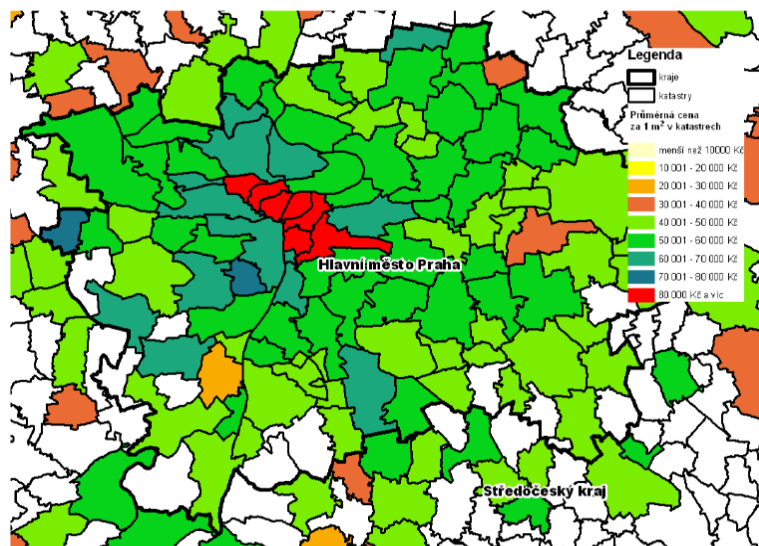 Legenda
kraje
katastry
Průměrná cena
za 1 m² v katastrech
menší než 10000 Kč
10 001 - 20 000 Kč
20 001 - 30 000 Kč
30 001 - 40 000 Kč
40 001 - 50 000 Kč
50 001 - 60 000 Kč
60 001 - 70 000 Kč
70 001 - 80 000 Kč
80 000 Kč a víc
Hlavní město Praha
Středočeský kraj